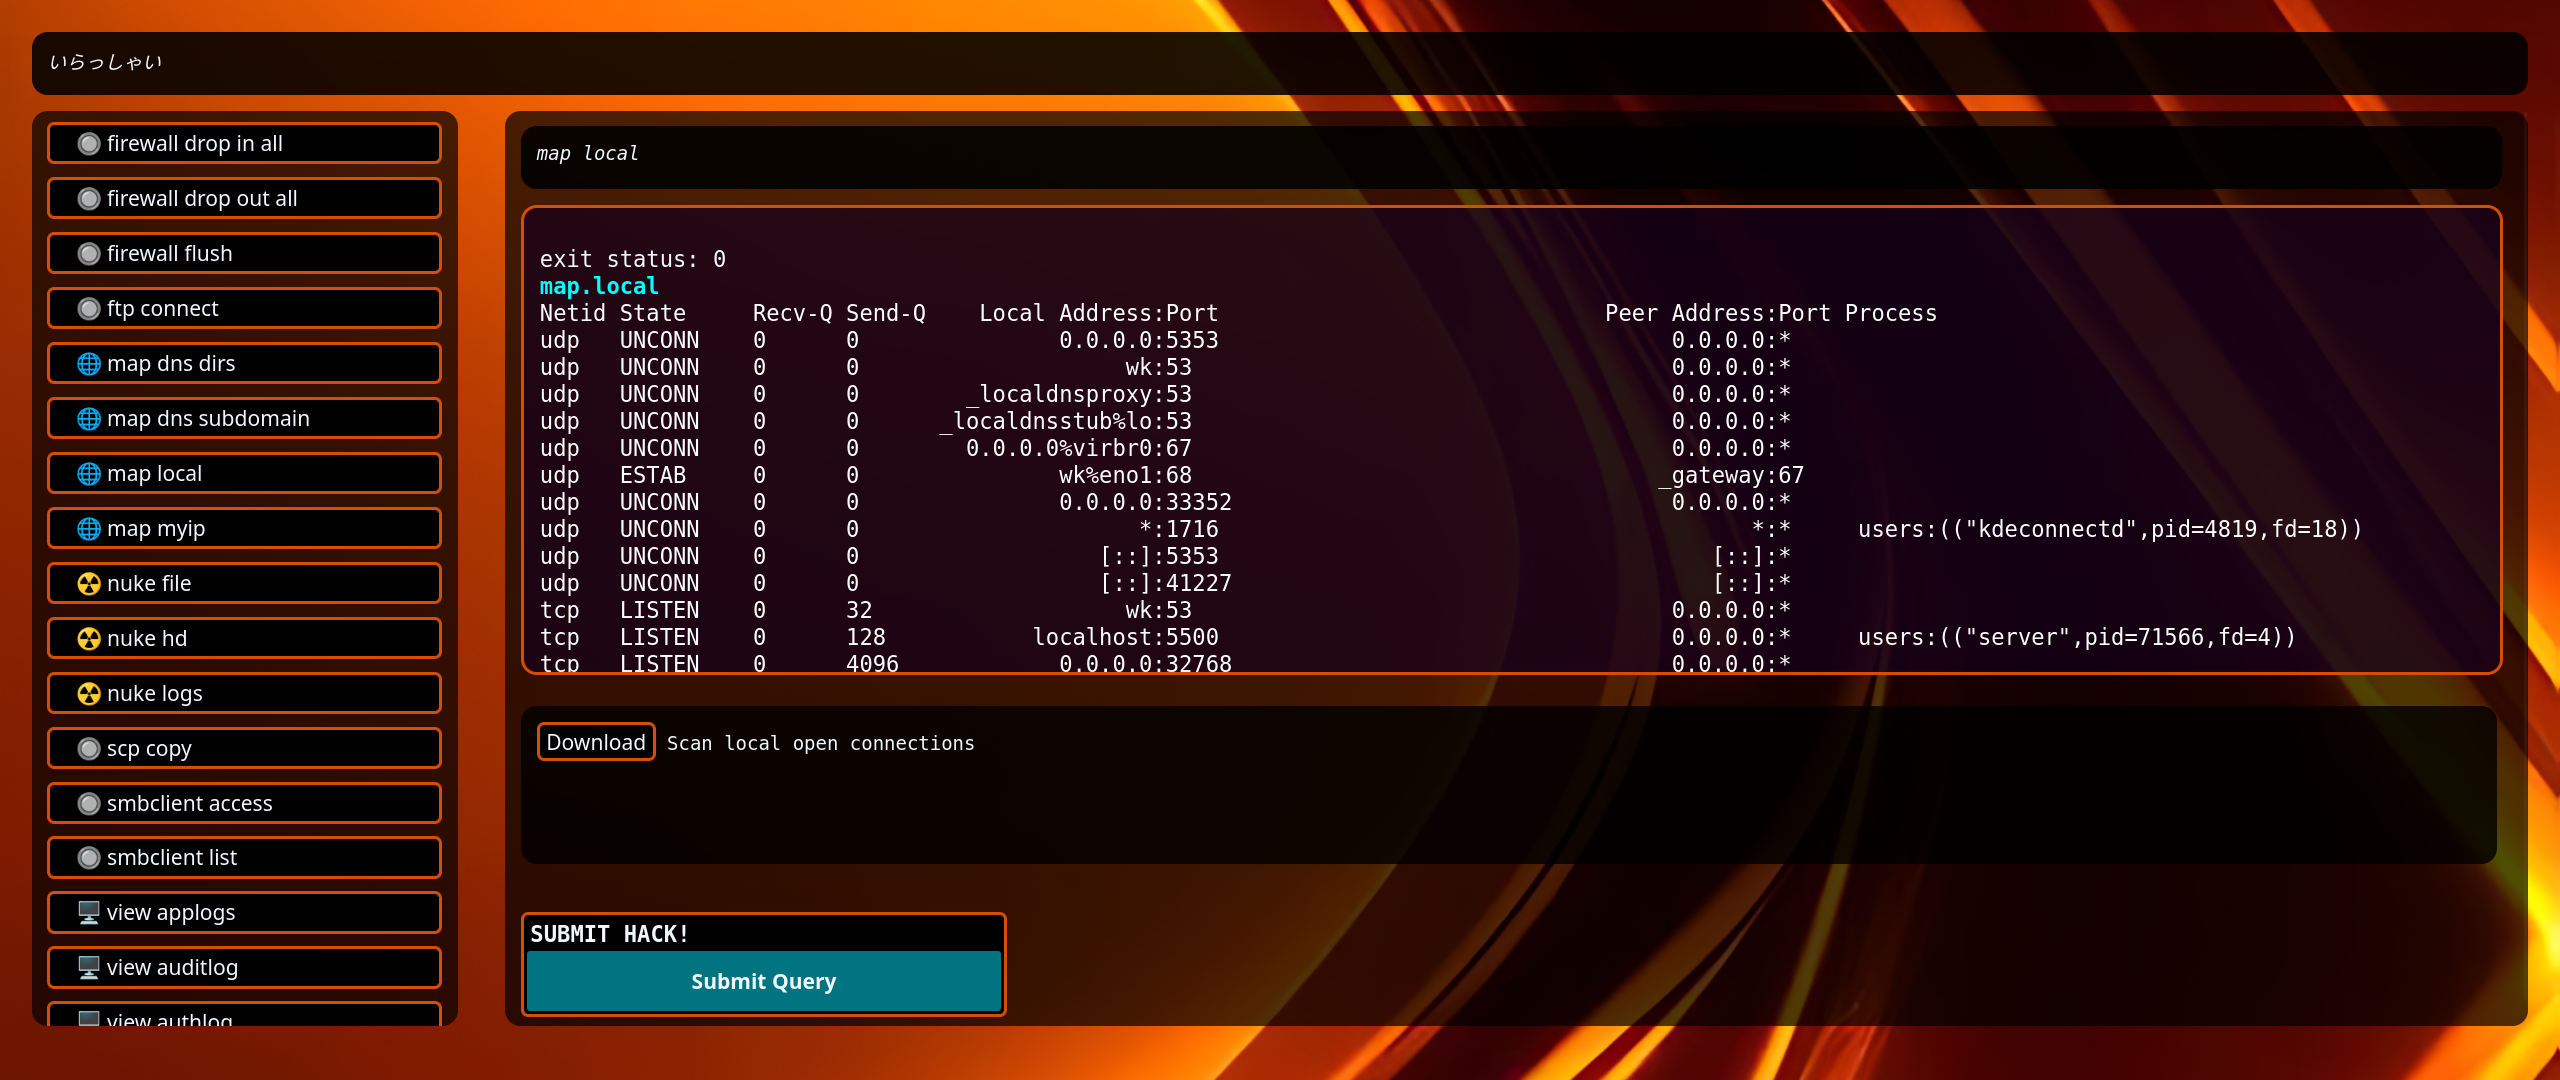 いらっしゃい
firewall drop in all
firewall drop out all
firewall flush
ftp connect
map dns dirs
map dns subdomain
map local
map myip
nuke file
nuke hd
nuke logs
scp copy
smbclient access
smbclient list
view applogs
view auditlog
view authlog
map local
exit status: 0
map.local
Netid State Recv-Q Send-Q Local Address:Port Peer Address:Port Process
udp UNCONN 0 0 0.0.0.0:5353 0.0.0.0:*
udp UNCONN 0 0 wk:53 0.0.0.0:*
udp UNCONN 0 0 _localdnsproxy:53 0.0.0.0:*
udp UNCONN 0 0 _localdnsstub%lo:53 0.0.0.0:*
udp UNCONN 0 0 0.0.0.0%virbr0:67 0.0.0.0:*
udp ESTAB 0 0 wk%eno1:68 _gateway:67
udp UNCONN 0 0 0.0.0.0:33352 0.0.0.0:*
udp UNCONN 0 0 *:1716 *:* users:(("kdeconnectd",pid=4819,fd=18))
udp UNCONN 0 0 [::]:5353 [::]:*
udp UNCONN 0 0 [::]:41227 [::]:*
tcp LISTEN 0 32 wk:53 0.0.0.0:*
tcp LISTEN 0 128 localhost:5500 0.0.0.0:* users:(("server",pid=71566,fd=4))
tcp LISTEN 0 4096 0.0.0.0:32768 0.0.0.0:*
Download Scan local open connections
SUBMIT HACK!
Submit Query